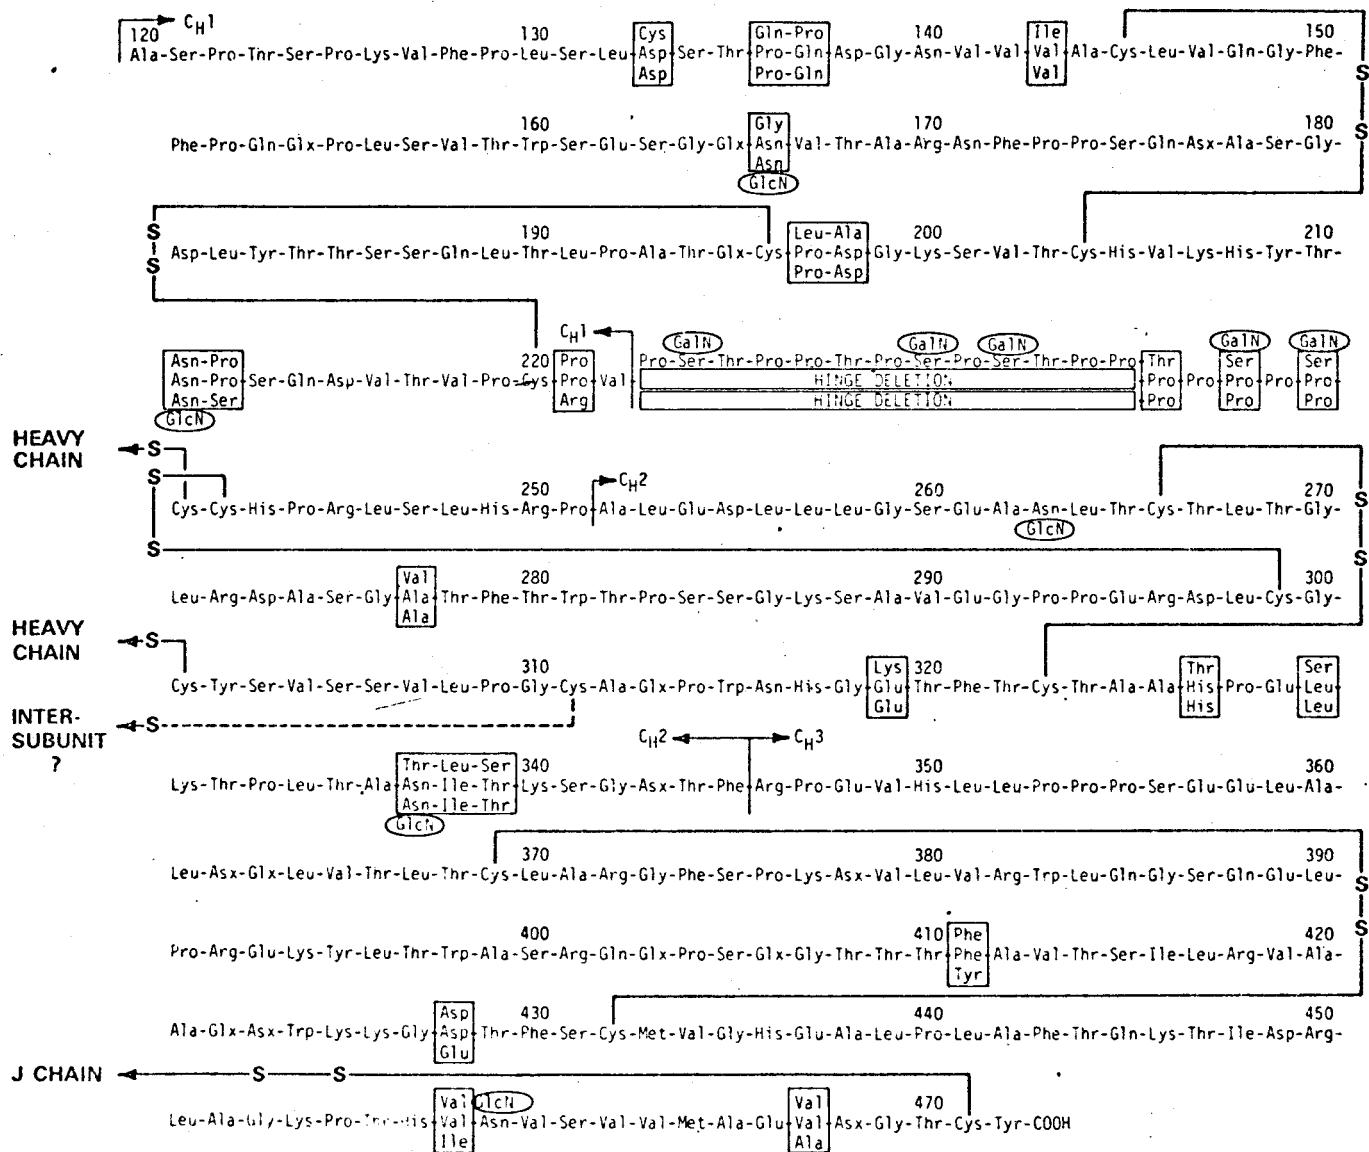 C_H1
120 130 140 150
Cys Gln-Pro Ile
Ala-Ser-Pro-Thr-Ser-Pro-Lys-Val-Phe-Pro-Leu-Ser-Leu Asp Ser-Thr Pro-Gln Asp-Gly-Asn-Val-Val Val Ala-Cys-Leu-Val-Gln-Gly-Phe-
Asp Pro-Gln Val
S
160 170 180
Gly
Phe-Pro-Gln-Glx-Pro-Leu-Ser-Val-Thr-Trp-Ser-Glu-Ser-Gly-Glx Asn Val-Thr-Ala-Arg-Asn-Phe-Pro-Pro-Ser-Gln-Asx-Ala-Ser-Gly-
S
Asn
GlcN
190 200 210
S
Leu-Ala
Asp-Leu-Tyr-Thr-Thr-Ser-Ser-Gln-Leu-Thr-Leu-Pro-Ala-Thr-Glx-Cys Pro-Asp Gly-Lys-Ser-Val-Thr-Cys-His-Val-Lys-His-Tyr-Thr-
S
Pro-Asp
C_H1
GalN GalN GalN GalN GalN
220
Asn-Pro Pro Pro-Ser-Thr-Pro-Pro-Thr-Pro-Ser-Pro-Ser-Thr-Pro-Pro Thr Ser Ser
Asn-Pro Ser-Gln-Asp-Val-Thr-Val-Pro-Cys Pro Val HINGE DELETION Pro Pro Pro Pro Pro
Asn-Ser Arg HINGE DELETION Pro Pro Pro
GlcN
HEAVY CHAIN S
S
250 C_H2 260 270
S
Cys-Cys-His-Pro-Arg-Leu-Ser-Leu-His-Arg-Pro-Ala-Leu-Glu-Asp-Leu-Leu-Leu-Gly-Ser-Glu-Ala-Asn-Leu-Thr-Cys-Thr-Leu-Thr-Gly-
GlcN
S S
280 290 300
Val
Leu-Arg-Asp-Ala-Ser-Gly Ala Thr-Phe-Thr-Trp-Thr-Pro-Ser-Ser-Gly-Lys-Ser-Ala-Val-Glu-Gly-Pro-Pro-Glu-Arg-Asp-Leu-Cys-Gly-
Ala
HEAVY CHAIN S
310 320
Lys Thr Ser
Cys-Tyr-Ser-Val-Ser-Ser-Val-Leu-Pro-Gly-Cys-Ala-Glx-Pro-Trp-Asn-His-Gly Glu Thr-Phe-Thr-Cys-Thr-Ala-Ala His Pro-Glu Leu
Glu His Leu
INTER-SUBUNIT ? S
C_H2 C_H3
340 350 360
Thr-Leu-Ser
Lys-Thr-Pro-Leu-Thr-Ala Asn-Ile-Thr Lys-Ser-Gly-Asx-Thr-Phe Arg-Pro-Glu-Val-His-Leu-Leu-Pro-Pro-Pro-Ser-Glu-Glu-Leu-Ala-
Asn-Ile-Thr
GlcN
370 380 390
Leu-Asx-Glx-Leu-Val-Thr-Leu-Thr-Cys-Leu-Ala-Arg-Gly-Phe-Ser-Pro-Lys-Asx-Val-Leu-Val-Arg-Trp-Leu-Gln-Gly-Ser-Gln-Glu-Leu-
S
S
400 410 420
Phe
Pro-Arg-Glu-Lys-Tyr-Leu-Thr-Trp-Ala-Ser-Arg-Gln-Glx-Pro-Ser-Glx-Gly-Thr-Thr-Thr Phe Ala-Val-Thr-Ser-Ile-Leu-Arg-Val-Ala-
Tyr
430 440 450
Asp
Ala-Glx-Asx-Trp-Lys-Lys-Gly Asp Thr-Phe-Ser-Cys-Met-Val-Gly-His-Glu-Ala-Leu-Pro-Leu-Ala-Phe-Thr-Gln-Lys-Thr-Ile-Asp-Arg-
Glu
J CHAIN S S
470
Val GlcN Val
Leu-Ala-Gly-Lys-Pro-Thr-His Val Asn-Val-Ser-Val-Val-Met-Ala-Glu Val Asx-Gly-Thr-Cys-Tyr-COOH
Ile Ala